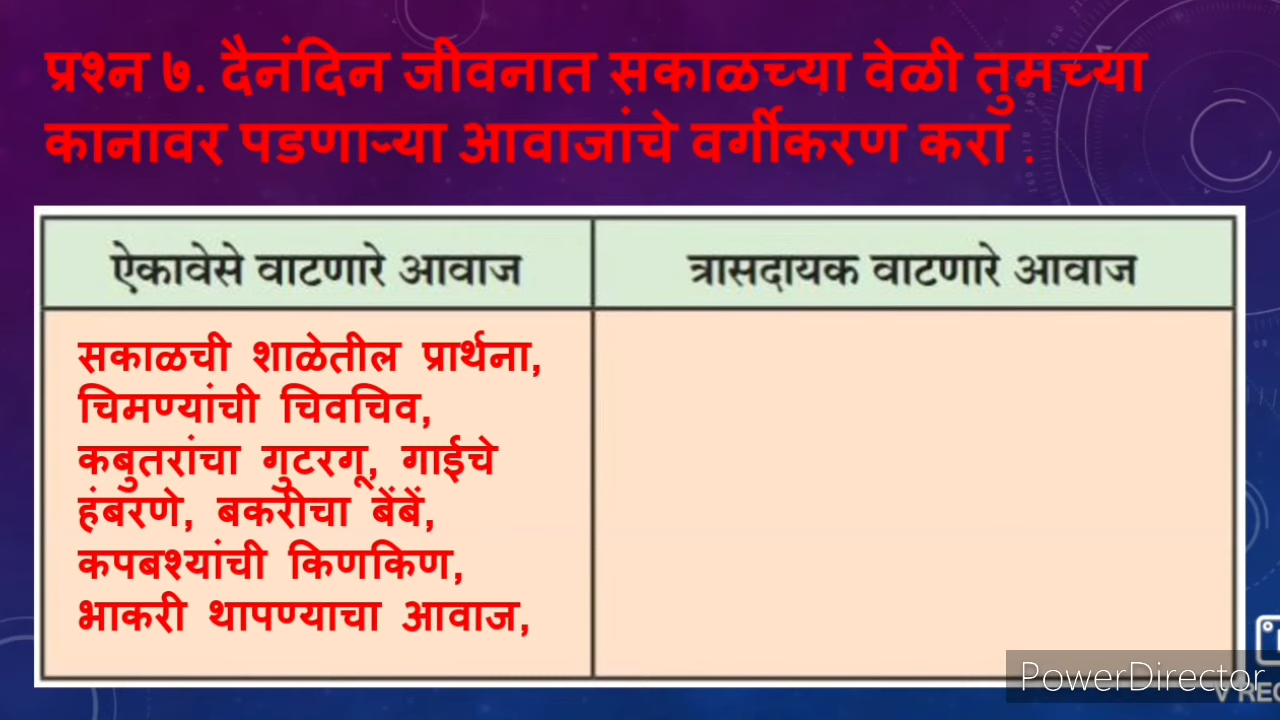 प्रश्न ७. दैनंदिन जीवनात सकाळच्या वेळी तुमच्या
कानावर पडणाऱ्या आवाजांचे वर्गीकरण करा .
ऐकावेसे वाटणारे आवाज
त्रासदायक वाटणारे आवाज
सकाळची शाळेतील प्रार्थना,
चिमण्यांची चिवचिव,
कबुतरांचा गुटरगू, गाईचे
हंबरणे, बकरीचा बेंबें,
कपबश्यांची किणकिण,
भाकरी थापण्याचा आवाज,
PowerDirector